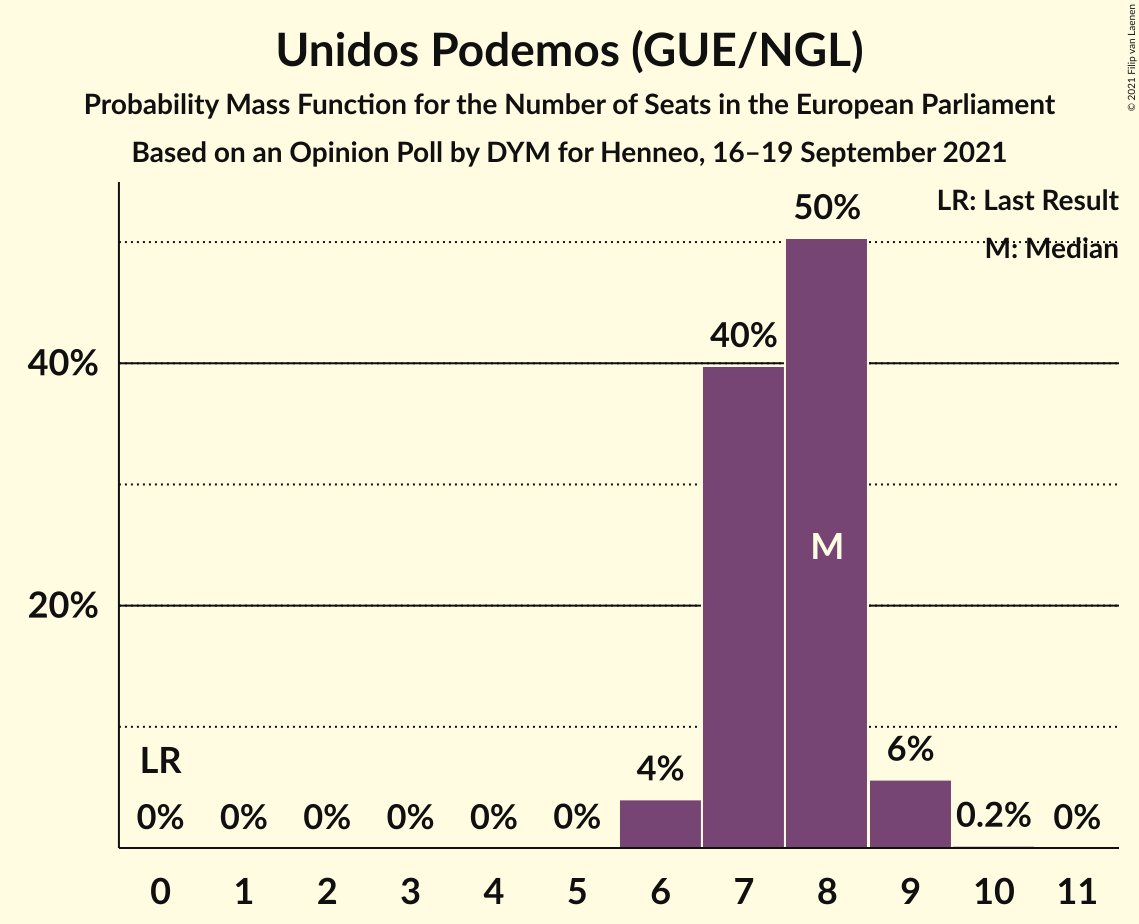 Unidos Podemos (GUE/NGL)
Probability Mass Function for the Number of Seats in the European Parliament
Based on an Opinion Poll by DYM for Henneo, 16–19 September 2021
© 2021 Filip van Laenen
LR: Last Result
M: Median
50%
40%
40%
M
20%
LR
6%
4%
0% 0% 0% 0% 0% 0% 0.2% 0%
0 1 2 3 4 5 6 7 8 9 10 11